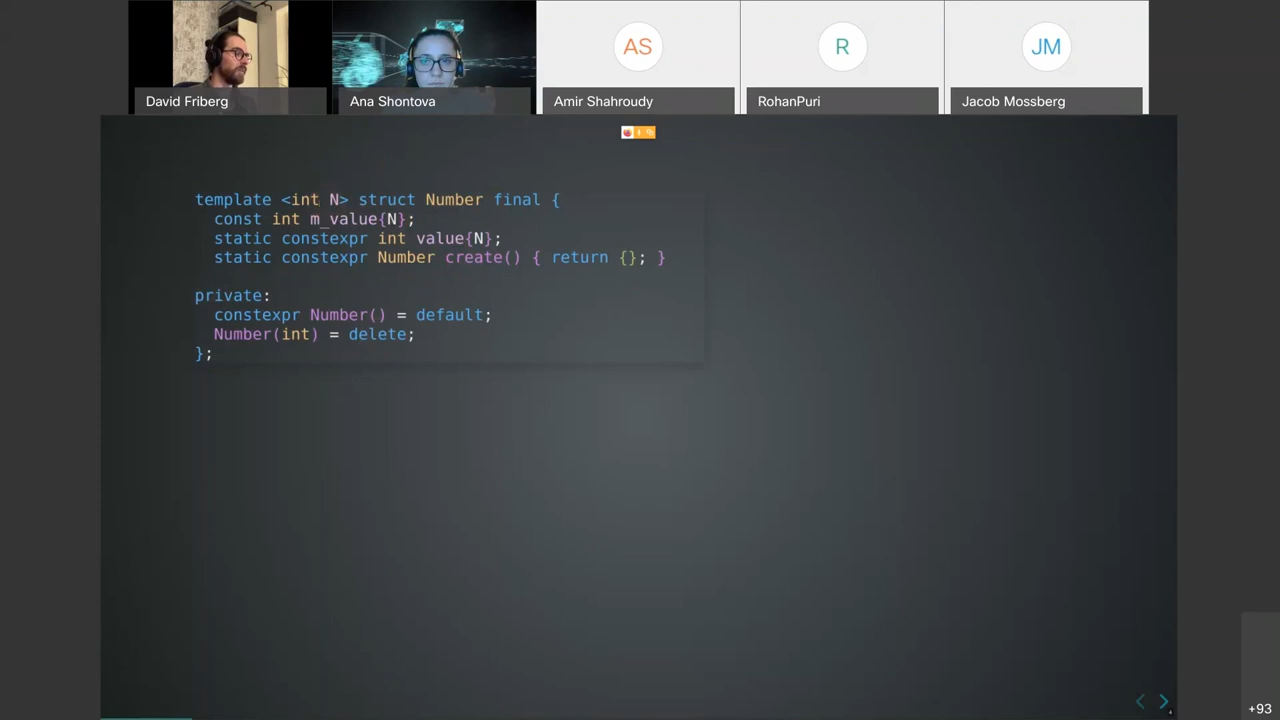 AS
R
JM
David Friberg
Ana Shontova
Amir Shahroudy
RohanPuri
Jacob Mossberg
template <int N> struct Number final {
  const int m_value{N};
  static constexpr int value{N};
  static constexpr Number create() { return {}; }
private:
  constexpr Number() = default;
  Number(int) = delete;
};
+93